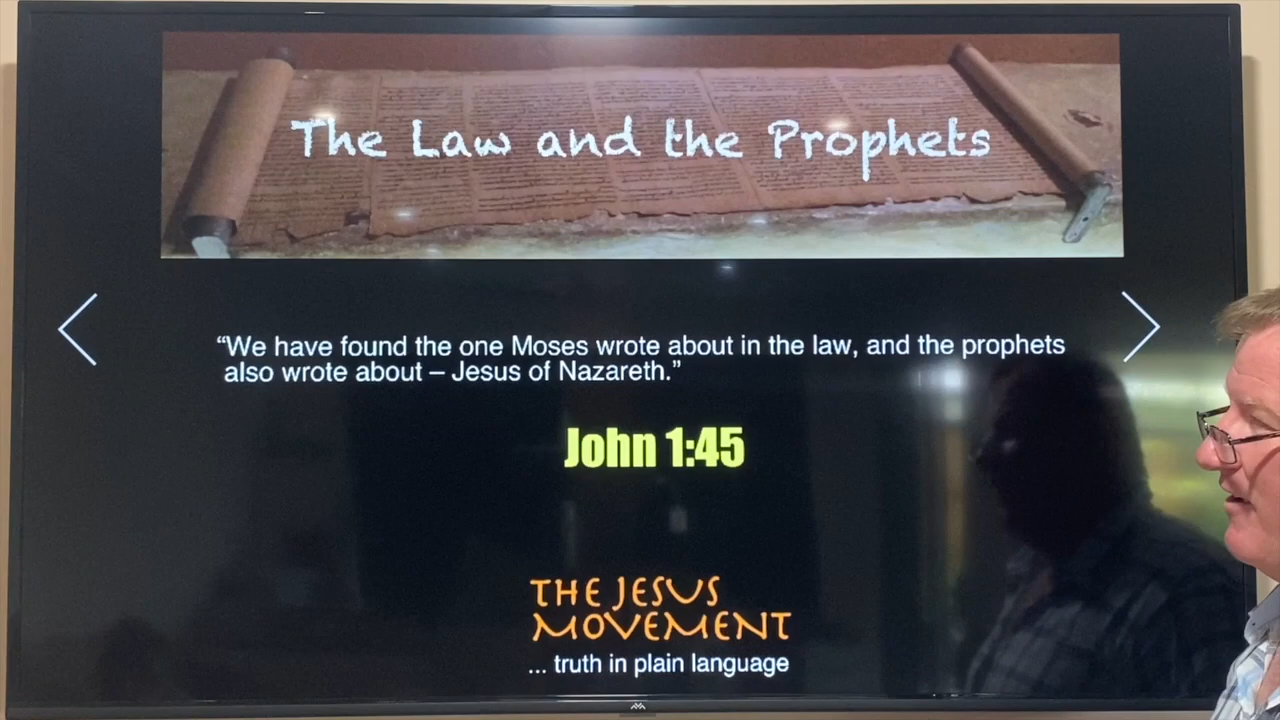 The Law and the Prophets
“We have found the one Moses wrote about in the law, and the prophets
also wrote about – Jesus of Nazareth.”
John 1:45
THE JESUS
MOVEMENT
... truth in plain language